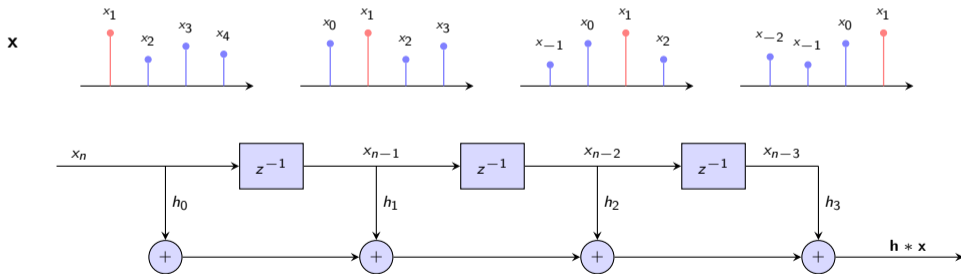 x₁ x₂ x₃ x₄
x₀ x₁ x₂ x₃
x₋₁ x₀ x₁ x₂
x₋₂ x₋₁ x₀ x₁
x
xₙ z⁻¹ xₙ₋₁ z⁻¹ xₙ₋₂ z⁻¹ xₙ₋₃
h₀ h₁ h₂ h₃
+ + + + h ∗ x